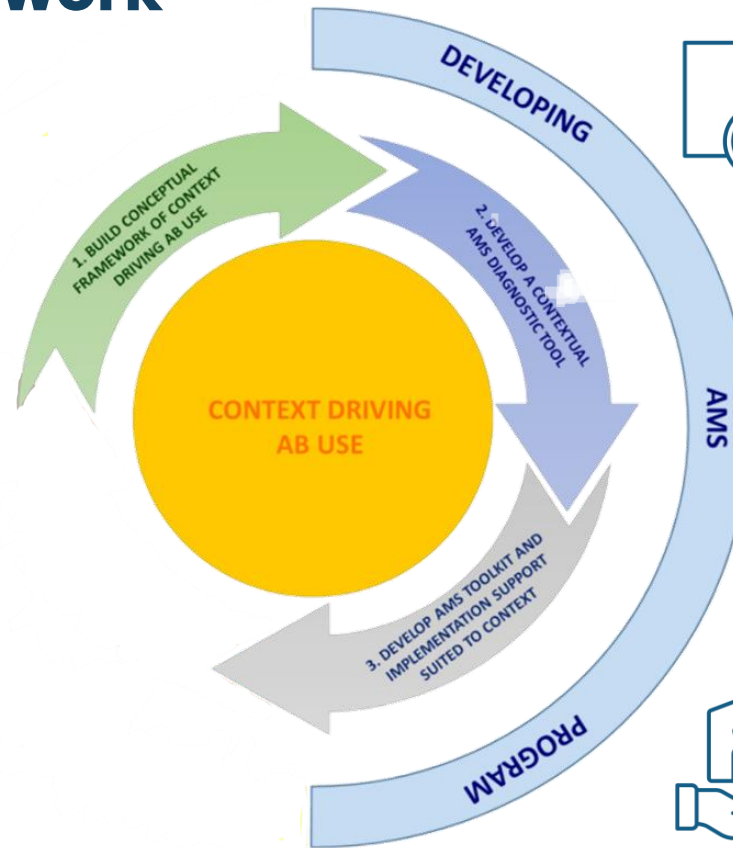 work
DEVELOPING
AMS
PROGRAM
1. BUILD CONCEPTUAL
FRAMEWORK OF CONTEXT
DRIVING AB USE
2. DEVELOP A CONTEXTUAL
AMS DIAGNOSTIC TOOL
3. DEVELOP AMS TOOLKIT AND
IMPLEMENTATION SUPPORT
SUITED TO CONTEXT
CONTEXT DRIVING
AB USE